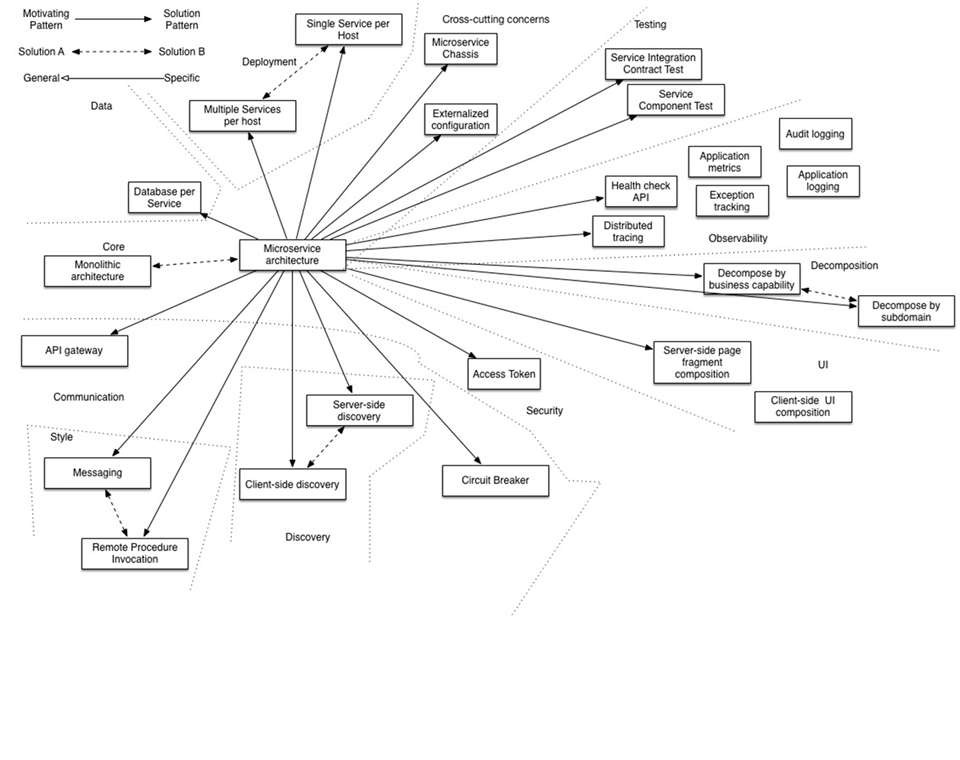 Motivating
Pattern
Solution
Pattern
Solution A
Solution B
General
Specific
Data
Deployment
Single Service per
Host
Multiple Services
per host
Cross-cutting concerns
Microservice
Chassis
Externalized
configuration
Testing
Service Integration
Contract Test
Service
Component Test
Audit logging
Application
metrics
Application
logging
Health check
API
Exception
tracking
Distributed
tracing
Observability
Database per
Service
Core
Monolithic
architecture
Microservice
architecture
Decomposition
Decompose by
business capability
Decompose by
subdomain
API gateway
Server-side page
fragment
composition
UI
Client-side UI
composition
Access Token
Security
Communication
Style
Server-side
discovery
Messaging
Client-side discovery
Circuit Breaker
Discovery
Remote Procedure
Invocation